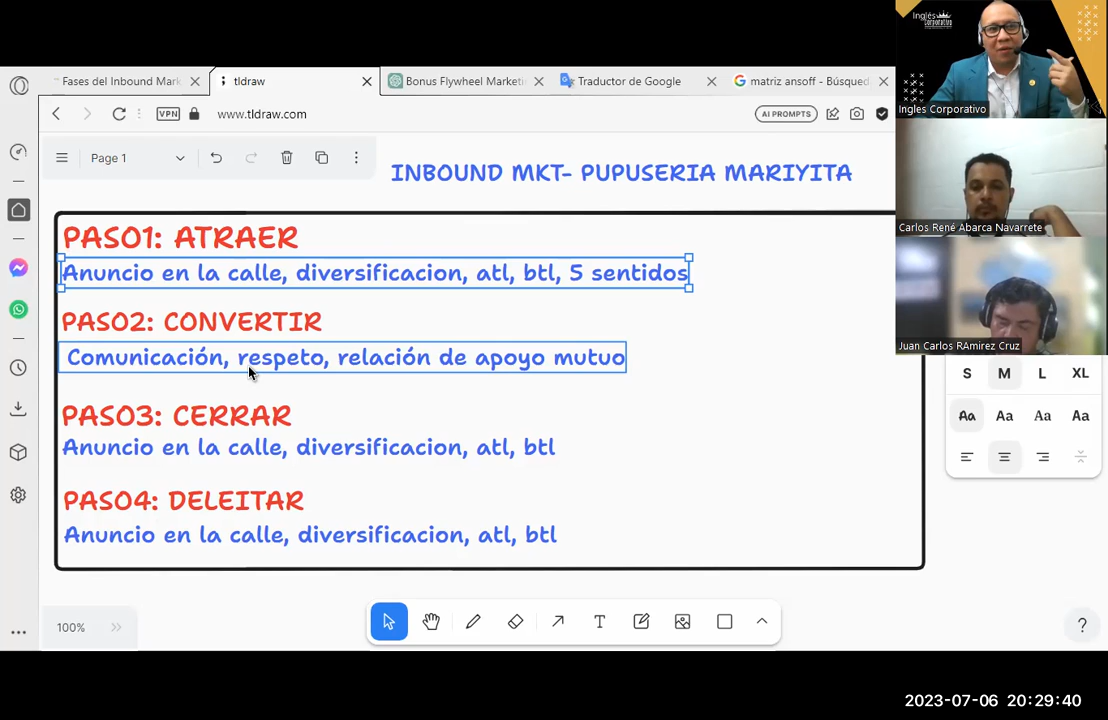 Fases del Inbound Mark
tldraw
Bonus Flywheel Marketi
Traductor de Google
matriz ansoff - Búsqued
VPN
www.tldraw.com
AI PROMPTS
Page 1
INBOUND MKT- PUPUSERIA MARIYITA
PASO1: ATRAER
Anuncio en la calle, diversificacion, atl, btl, 5 sentidos
PASO2: CONVERTIR
Comunicación, respeto, relación de apoyo mutuo
PASO3: CERRAR
Anuncio en la calle, diversificacion, atl, btl
PASO4: DELEITAR
Anuncio en la calle, diversificacion, atl, btl
100%
T
?
Inglés
Corporativo
Ingles Corporativo
Carlos René Abarca Navarrete
Juan Carlos RAmirez Cruz
S M L XL
Aa Aa Aa Aa
2023-07-06 20:29:40